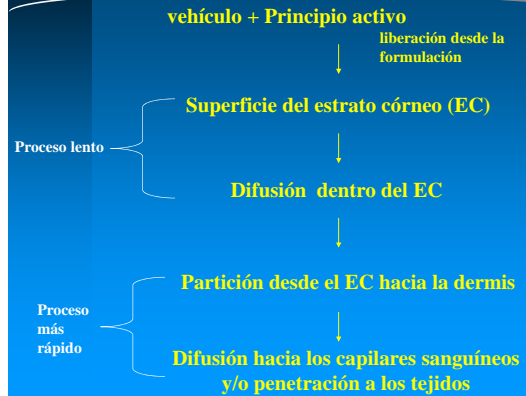 vehículo + Principio activo
liberación desde la
formulación
Superficie del estrato córneo (EC)
Proceso lento
Difusión dentro del EC
Partición desde el EC hacia la dermis
Proceso
más
rápido
Difusión hacia los capilares sanguíneos
y/o penetración a los tejidos